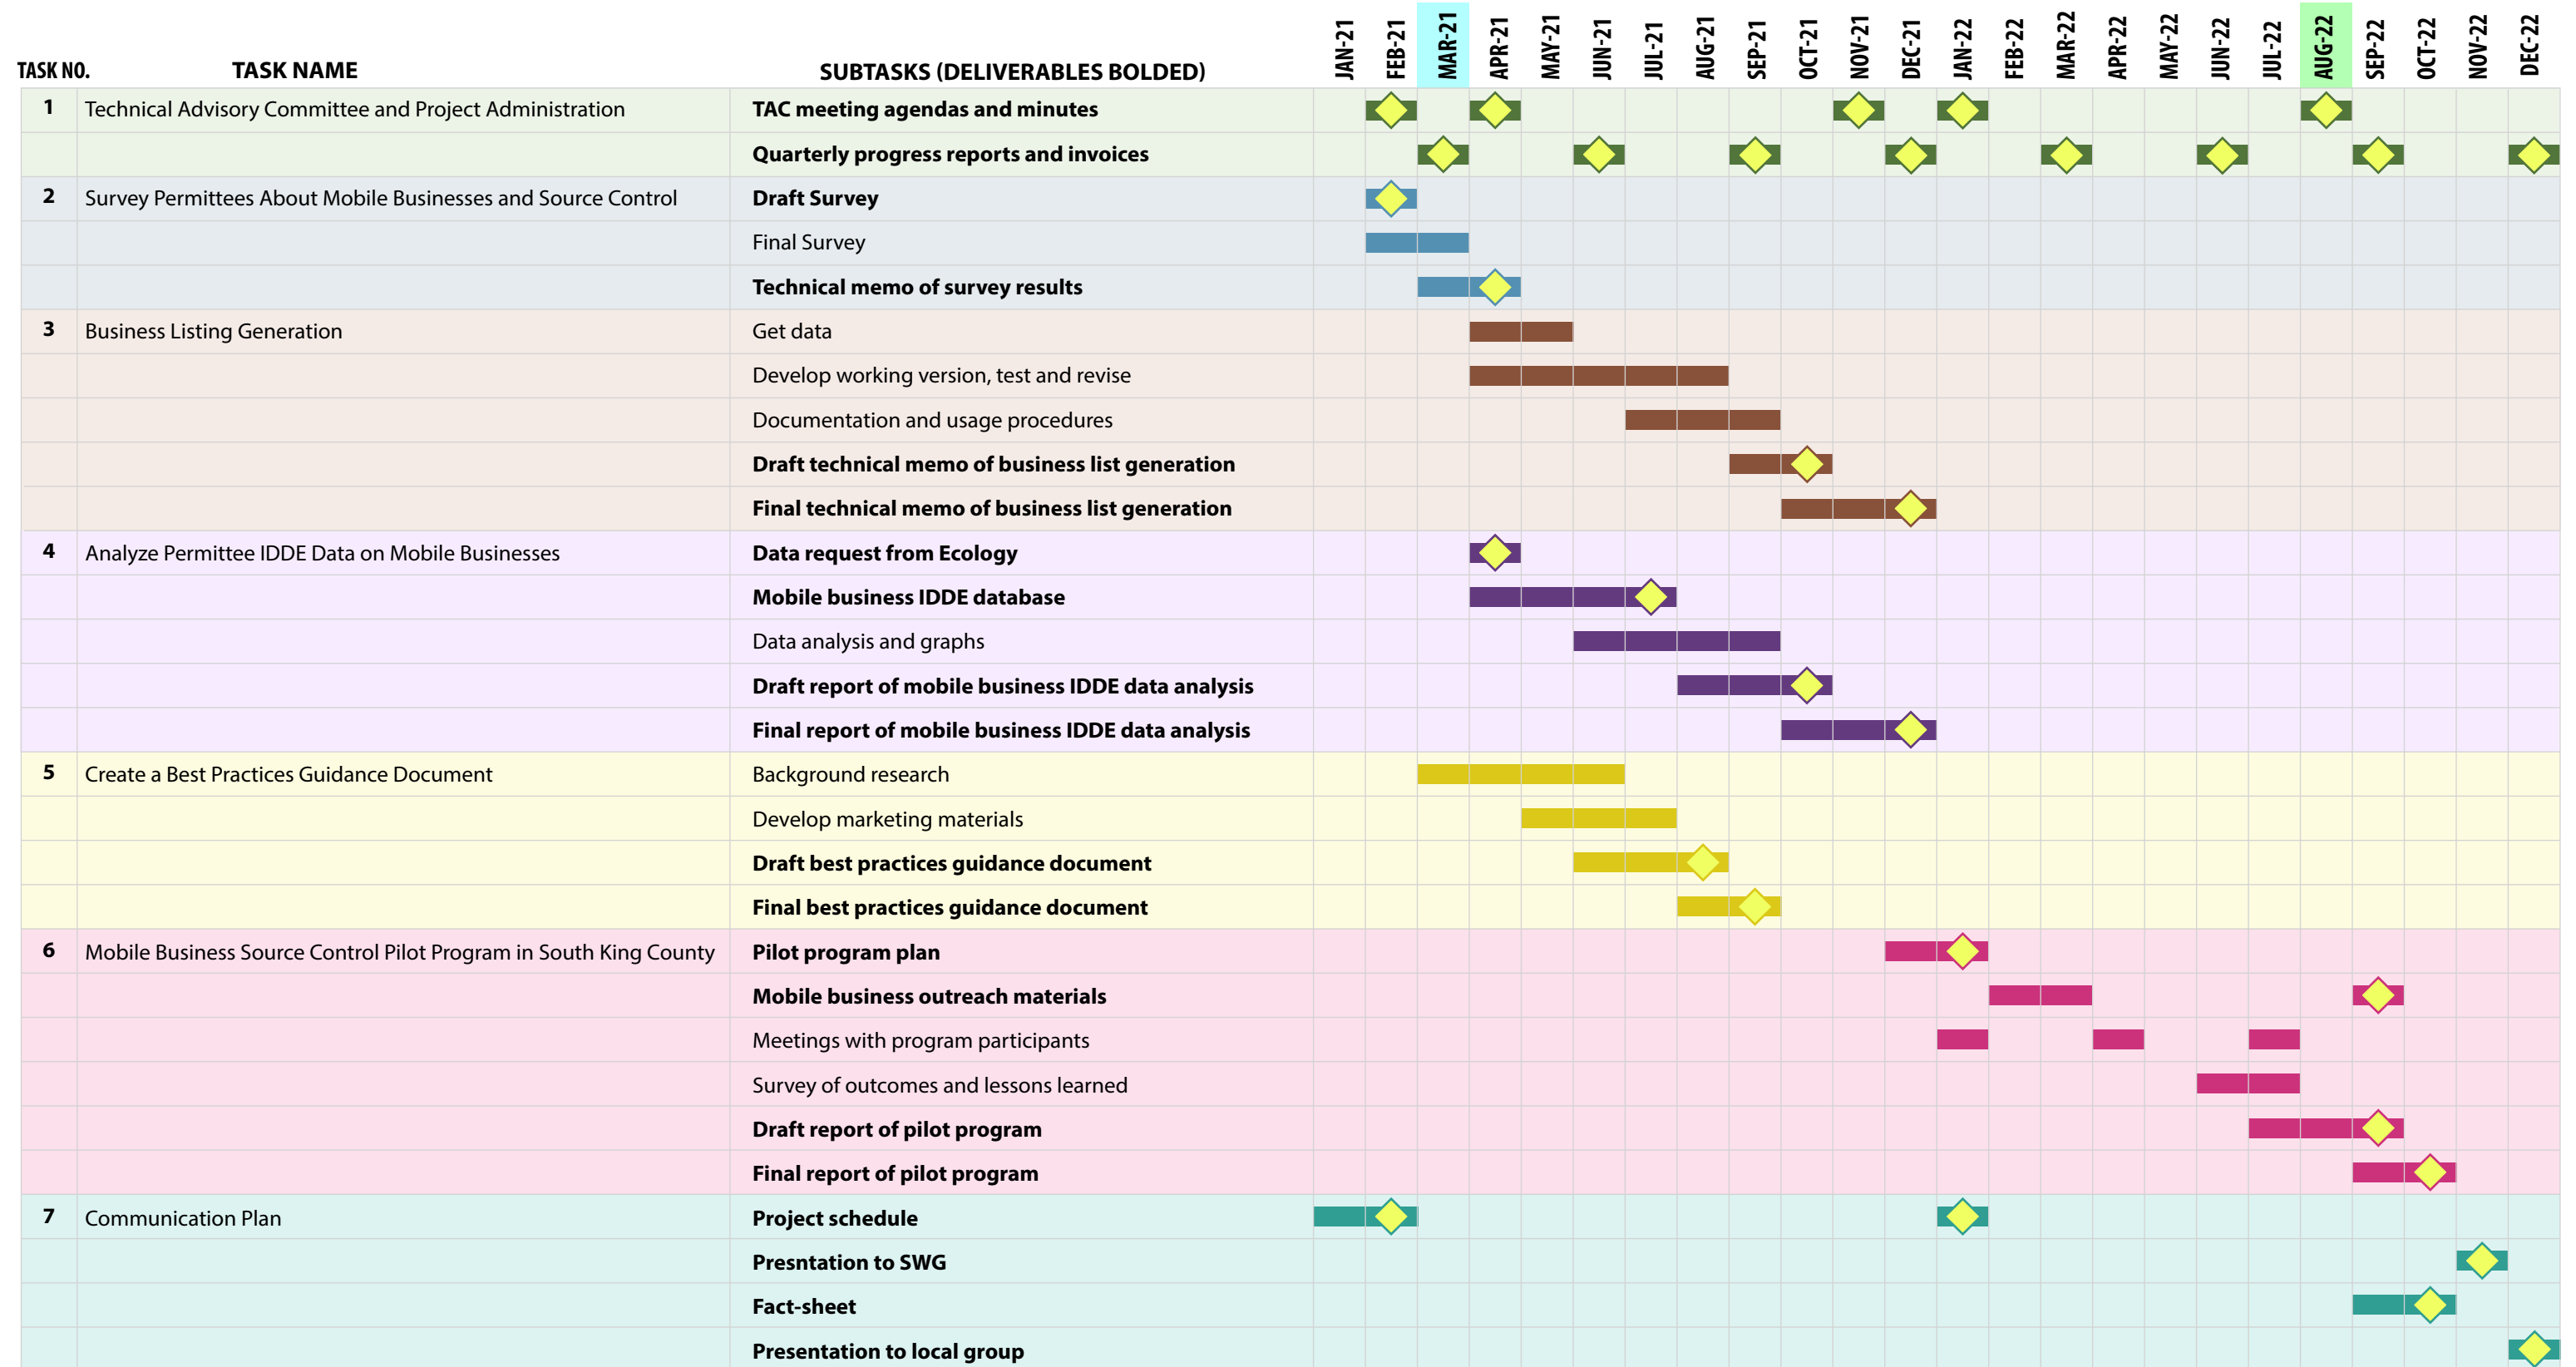 JAN-21 FEB-21 MAR-21 APR-21 MAY-21 JUN-21 JUL-21 AUG-21 SEP-21 OCT-21 NOV-21 DEC-21 JAN-22 FEB-22 MAR-22 APR-22 MAY-22 JUN-22 JUL-22 AUG-22 SEP-22 OCT-22 NOV-22 DEC-22
TASK NO. TASK NAME SUBTASKS (DELIVERABLES BOLDED)
1 Technical Advisory Committee and Project Administration TAC meeting agendas and minutes
Quarterly progress reports and invoices
2 Survey Permittees About Mobile Businesses and Source Control Draft Survey
Final Survey
Technical memo of survey results
3 Business Listing Generation Get data
Develop working version, test and revise
Documentation and usage procedures
Draft technical memo of business list generation
Final technical memo of business list generation
4 Analyze Permittee IDDE Data on Mobile Businesses Data request from Ecology
Mobile business IDDE database
Data analysis and graphs
Draft report of mobile business IDDE data analysis
Final report of mobile business IDDE data analysis
5 Create a Best Practices Guidance Document Background research
Develop marketing materials
Draft best practices guidance document
Final best practices guidance document
6 Mobile Business Source Control Pilot Program in South King County Pilot program plan
Mobile business outreach materials
Meetings with program participants
Survey of outcomes and lessons learned
Draft report of pilot program
Final report of pilot program
7 Communication Plan Project schedule
Presntation to SWG
Fact-sheet
Presentation to local group